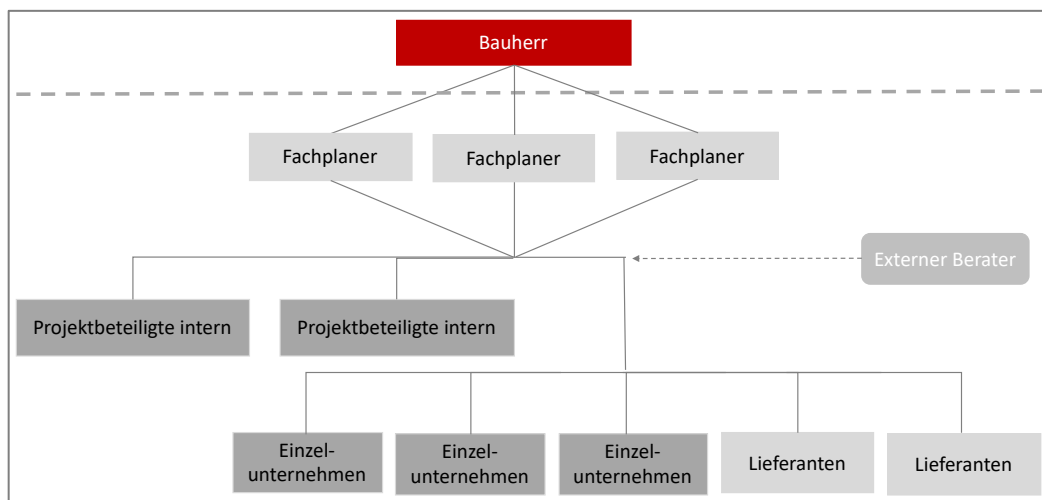 Bauherr
Fachplaner
Fachplaner
Fachplaner
Externer Berater
Projektbeteiligte intern
Projektbeteiligte intern
Einzel-
unternehmen
Einzel-
unternehmen
Einzel-
unternehmen
Lieferanten
Lieferanten